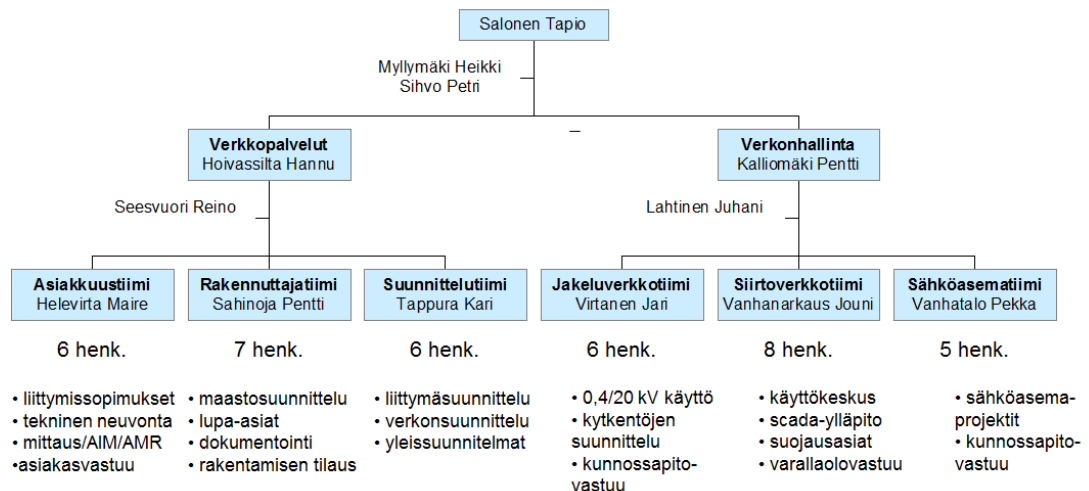 Salonen Tapio
Myllymäki Heikki
Sihvo Petri
Verkkopalvelut
Hoivassilta Hannu
Verkonhallinta
Kalliomäki Pentti
Seesvuori Reino
Lahtinen Juhani
Asiakkuustiimi
Helevirta Maire
Rakennuttajatiimi
Sahinoja Pentti
Suunnittelutiimi
Tappura Kari
Jakeluverkkotiimi
Virtanen Jari
Siirtoverkkotiimi
Vanhanarkaus Jouni
Sähköasematiimi
Vanhatalo Pekka
6 henk.
7 henk.
6 henk.
6 henk.
8 henk.
5 henk.
• liittymissopimukset
• tekninen neuvonta
• mittaus/AIM/AMR
•asiakasvastuu
• maastosuunnittelu
• lupa-asiat
• dokumentointi
• rakentamisen tilaus
• liittymäsuunnittelu
• verkonsuunnittelu
• yleissuunnitelmat
• 0,4/20 kV käyttö
• kytkentöjen
suunnittelu
• kunnossapito-
vastuu
• käyttökeskus
• scada-ylläpito
• suojausasiat
• varallaolovastuu
• sähköasema-
projektit
• kunnossapito-
vastuu